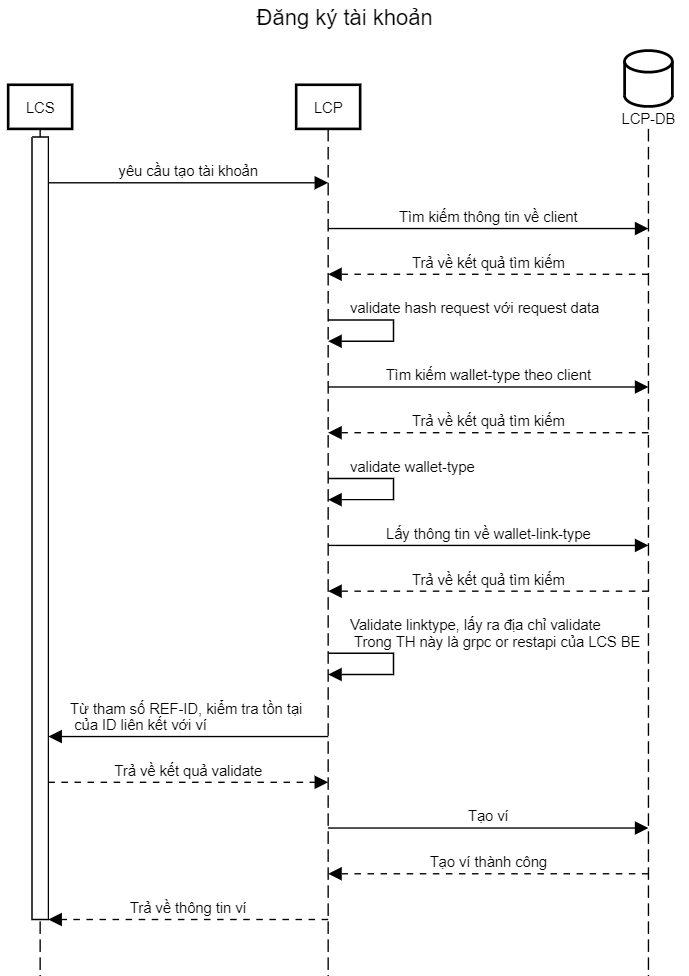 Đăng ký tài khoản
LCS
LCP
LCP-DB
yêu cầu tạo tài khoản
Tìm kiếm thông tin về client
Trả về kết quả tìm kiếm
validate hash request với request data
Tìm kiếm wallet-type theo client
Trả về kết quả tìm kiếm
validate wallet-type
Lấy thông tin về wallet-link-type
Trả về kết quả tìm kiếm
Validate linktype, lấy ra địa chỉ validate
Trong TH này là grpc or restapi của LCS BE
Từ tham số REF-ID, kiểm tra tồn tại
của ID liên kết với ví
Trả về kết quả validate
Tạo ví
Tạo ví thành công
Trả về thông tin ví